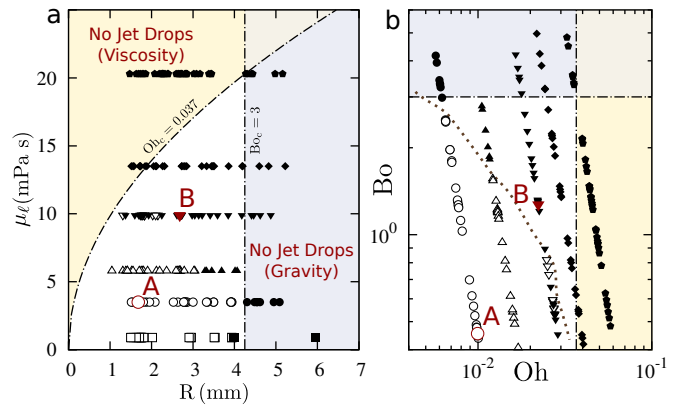 a
No Jet Drops
(Viscosity)
Oh_c = 0.037
Bo_c = 3
B
A
No Jet Drops
(Gravity)
μ_ℓ(mPa s)
20
15
10
5
0
0 1 2 3 4 5 6 7
R (mm)
b
Bo
10^0
B
A
10^-2
10^-1
Oh